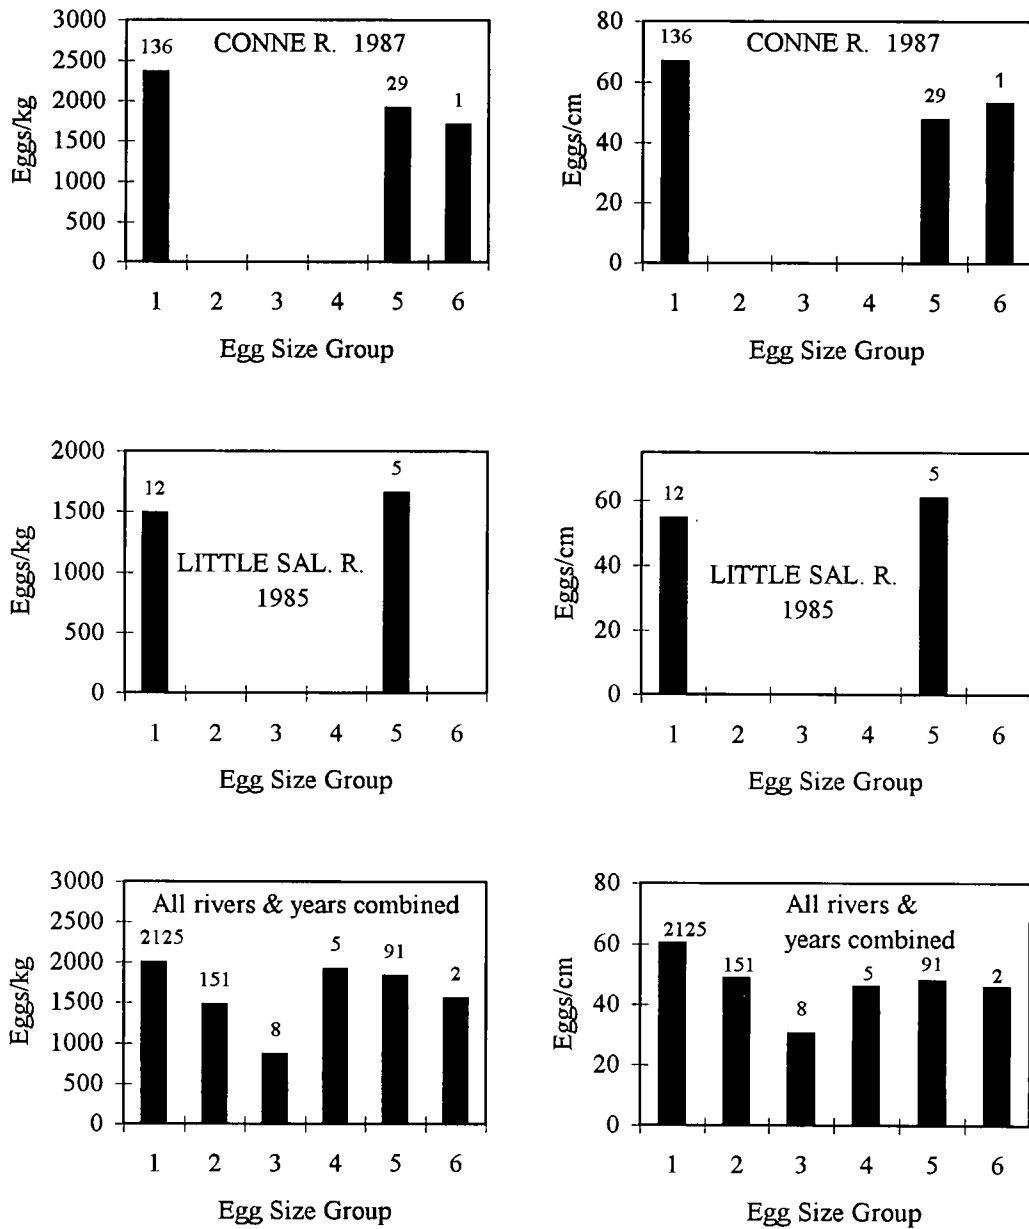 3000
2500
2000
1500
1000
500
0
Eggs/kg
CONNE R. 1987
136
29
1
1 2 3 4 5 6
Egg Size Group
80
60
40
20
0
Eggs/cm
CONNE R. 1987
136
29
1
1 2 3 4 5 6
Egg Size Group
2000
1500
1000
500
0
Eggs/kg
12
5
LITTLE SAL. R.
1985
1 2 3 4 5 6
Egg Size Group
60
40
20
0
Eggs/cm
12
5
LITTLE SAL. R.
1985
1 2 3 4 5 6
Egg Size Group
3000
2500
2000
1500
1000
500
0
Eggs/kg
All rivers & years combined
2125
151
8
5
91
2
1 2 3 4 5 6
Egg Size Group
80
60
40
20
0
Eggs/cm
All rivers &
years combined
2125
151
8
5
91
2
1 2 3 4 5 6
Egg Size Group